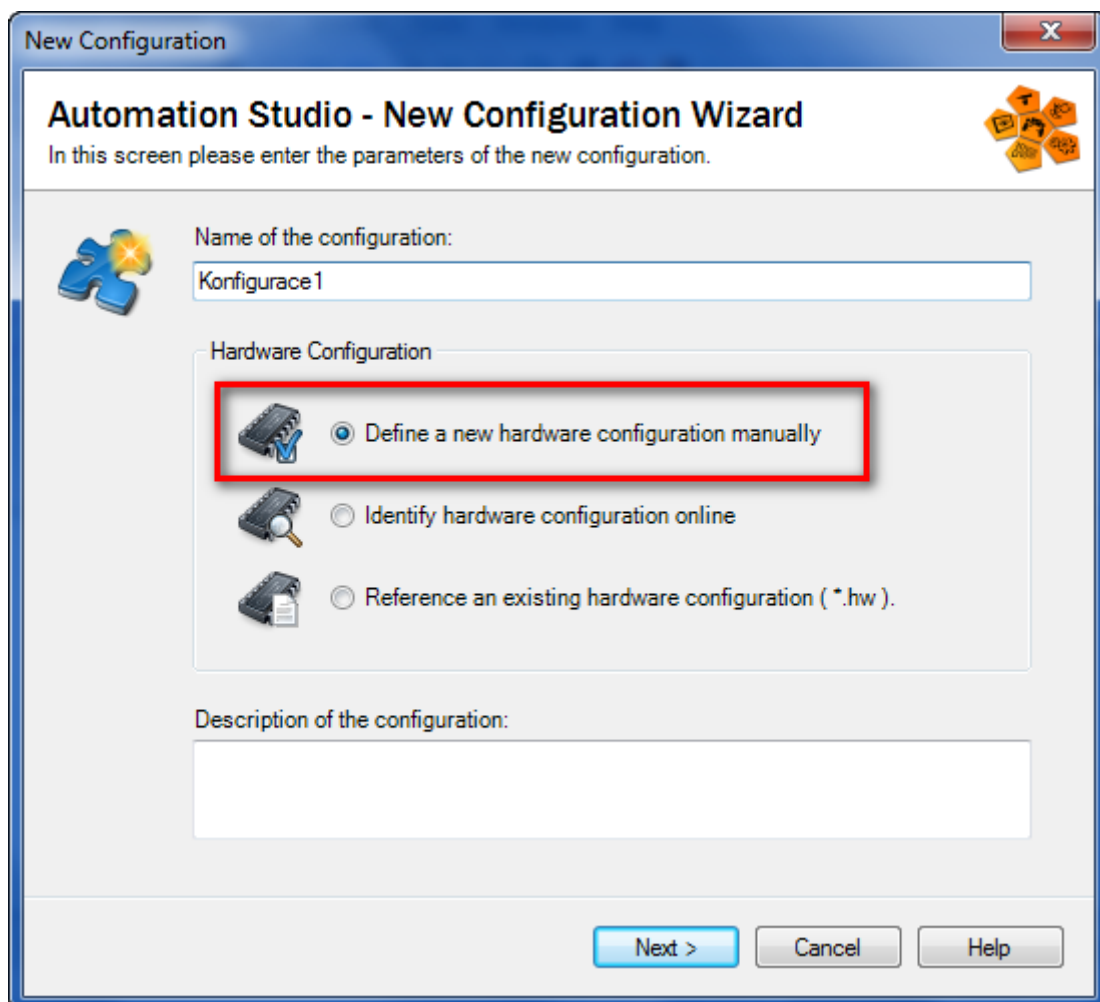 New Configuration
Automation Studio - New Configuration Wizard
In this screen please enter the parameters of the new configuration.
Name of the configuration:
Konfigurace1
Hardware Configuration
Define a new hardware configuration manually
Identify hardware configuration online
Reference an existing hardware configuration ( *.hw ).
Description of the configuration:
Next >
Cancel
Help